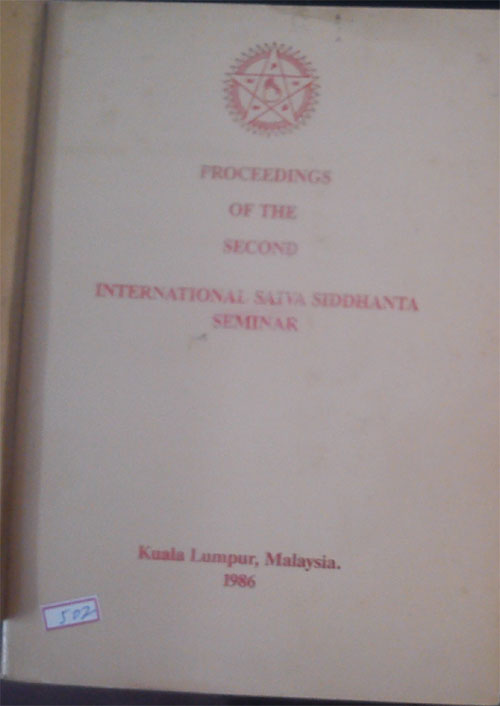 PROCEEDINGS
OF THE
SECOND
INTERNATIONAL SAIVA SIDDHANTA
SEMINAR
Kuala Lumpur, Malaysia.
1986
502